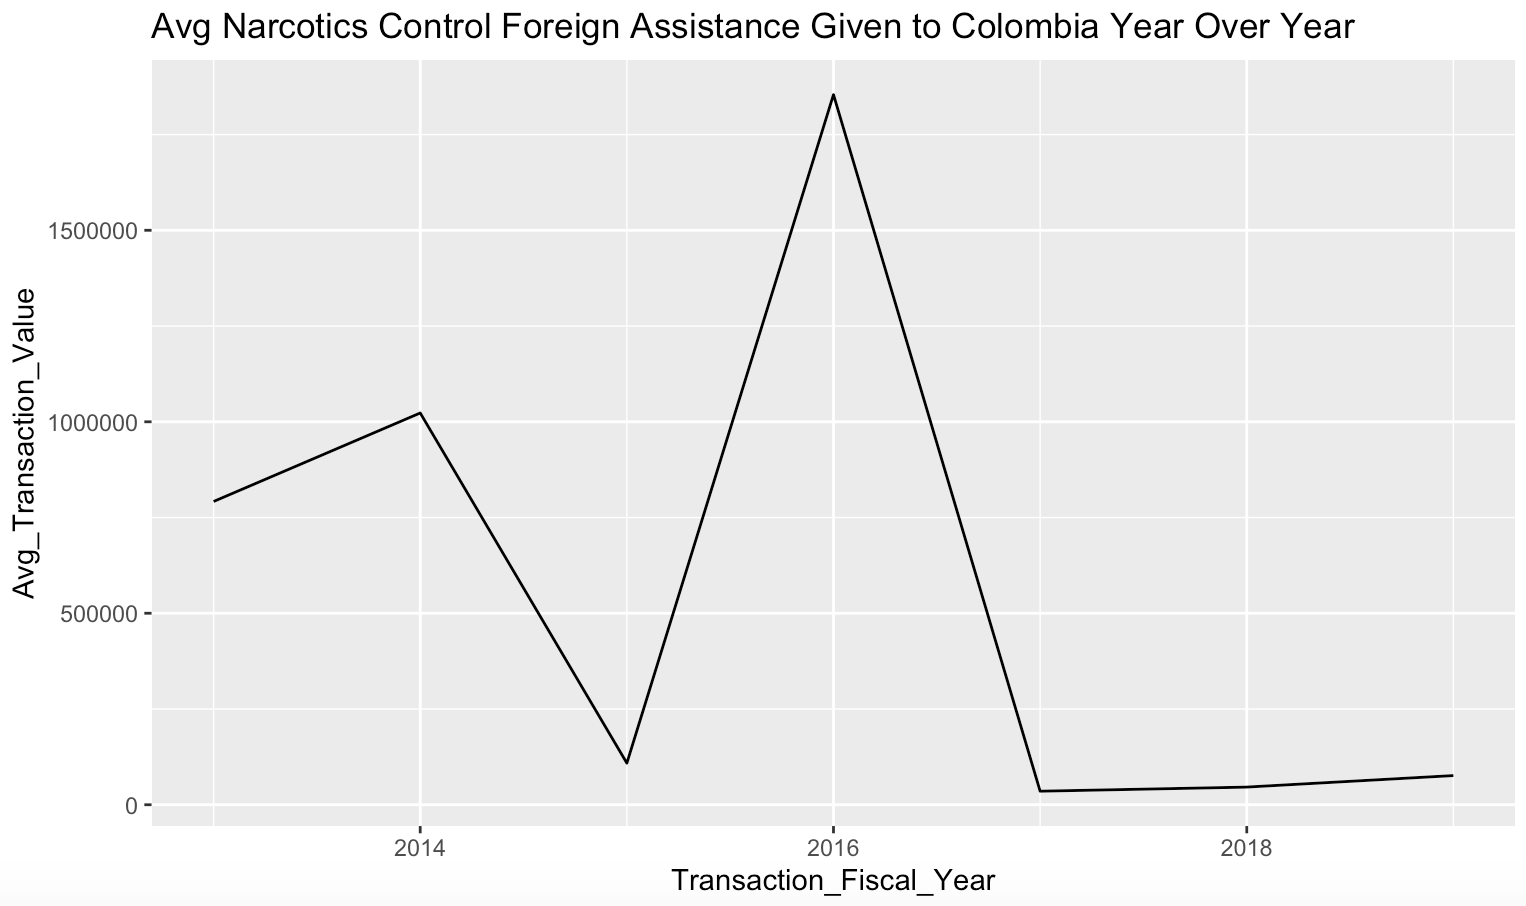 Avg Narcotics Control Foreign Assistance Given to Colombia Year Over Year
Avg_Transaction_Value
1500000
1000000
500000
0
2014
2016
2018
Transaction_Fiscal_Year